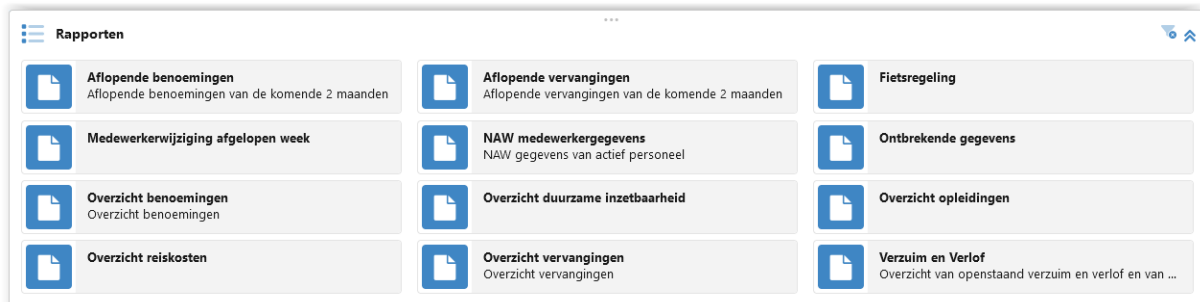 Rapporten
Aflopende benoemingen
Aflopende benoemingen van de komende 2 maanden
Aflopende vervangingen
Aflopende vervangingen van de komende 2 maanden
Fietsregeling
Medewerkerwijziging afgelopen week
NAW medewerkergegevens
NAW gegevens van actief personeel
Ontbrekende gegevens
Overzicht benoemingen
Overzicht benoemingen
Overzicht duurzame inzetbaarheid
Overzicht opleidingen
Overzicht reiskosten
Overzicht vervangingen
Overzicht vervangingen
Verzuim en Verlof
Overzicht van openstaand verzuim en verlof en van ...